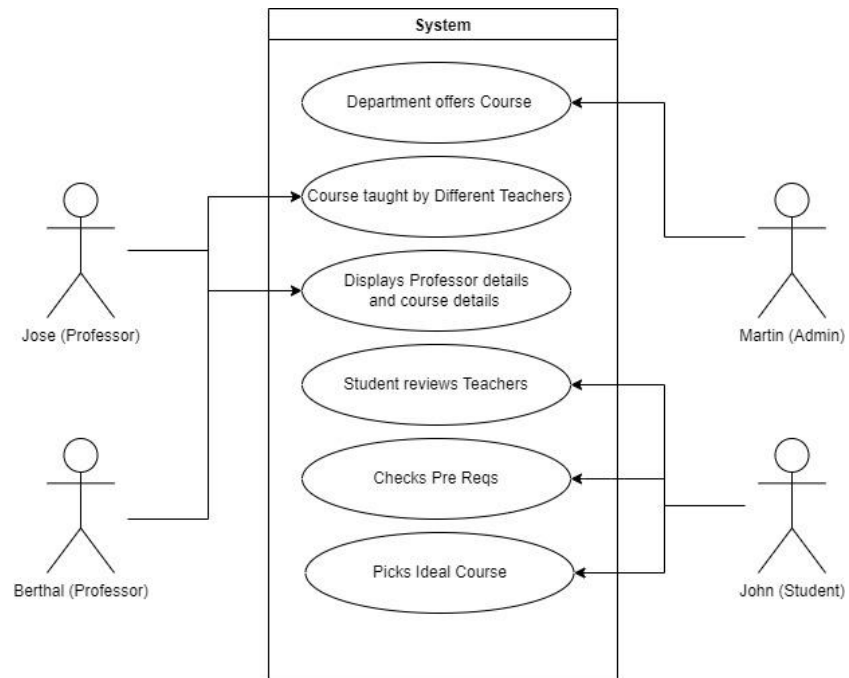 System
Department offers Course
Course taught by Different Teachers
Displays Professor details
and course details
Jose (Professor)
Martin (Admin)
Student reviews Teachers
Checks Pre Reqs
Picks Ideal Course
Berthal (Professor)
John (Student)